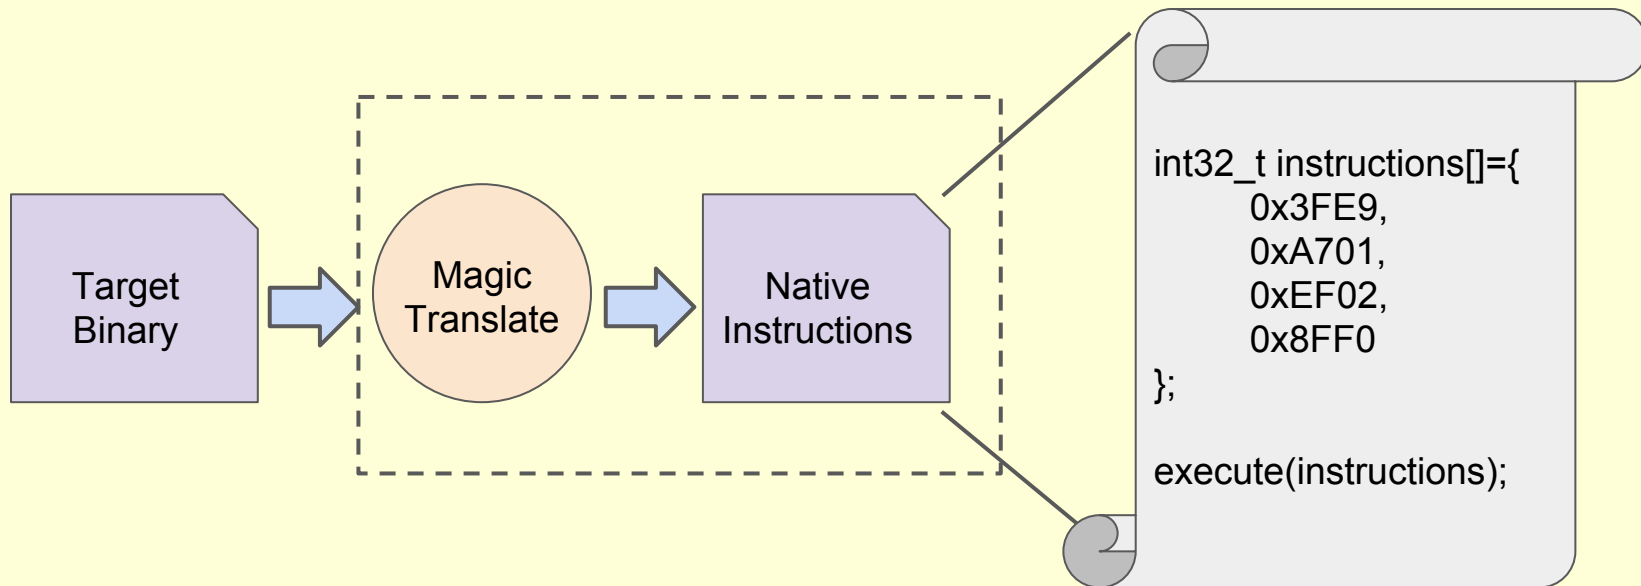 Target
Binary
Magic
Translate
Native
Instructions
int32_t instructions[]={
0x3FE9,
0xA701,
0xEF02,
0x8FF0
};
execute(instructions);